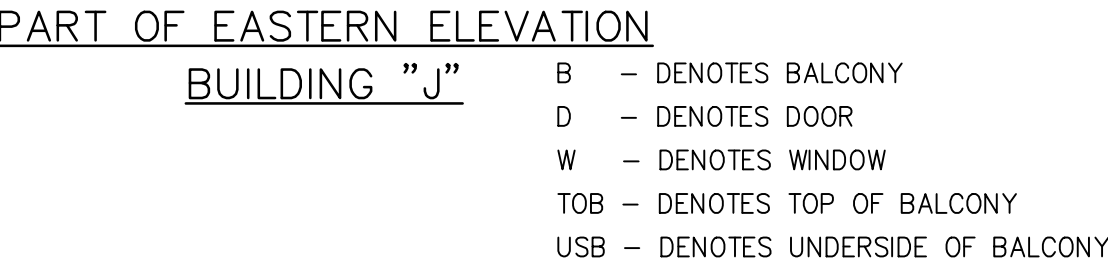 PART OF EASTERN ELEVATION
BUILDING "J"
B – DENOTES BALCONY
D – DENOTES DOOR
W – DENOTES WINDOW
TOB – DENOTES TOP OF BALCONY
USB – DENOTES UNDERSIDE OF BALCONY